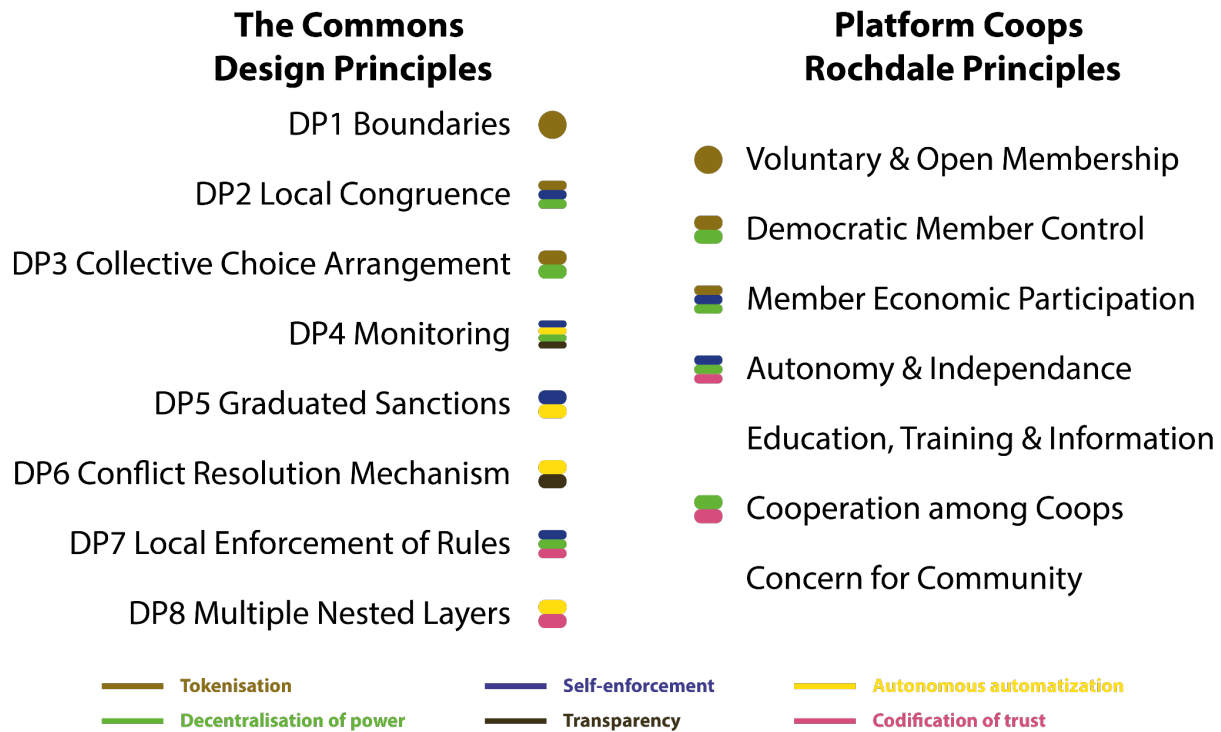 The Commons
Design Principles
DP1 Boundaries
DP2 Local Congruence
DP3 Collective Choice Arrangement
DP4 Monitoring
DP5 Graduated Sanctions
DP6 Conflict Resolution Mechanism
DP7 Local Enforcement of Rules
DP8 Multiple Nested Layers
Platform Coops
Rochdale Principles
Voluntary & Open Membership
Democratic Member Control
Member Economic Participation
Autonomy & Independance
Education, Training & Information
Cooperation among Coops
Concern for Community
Tokenisation
Self-enforcement
Autonomous automatization
Decentralisation of power
Transparency
Codification of trust